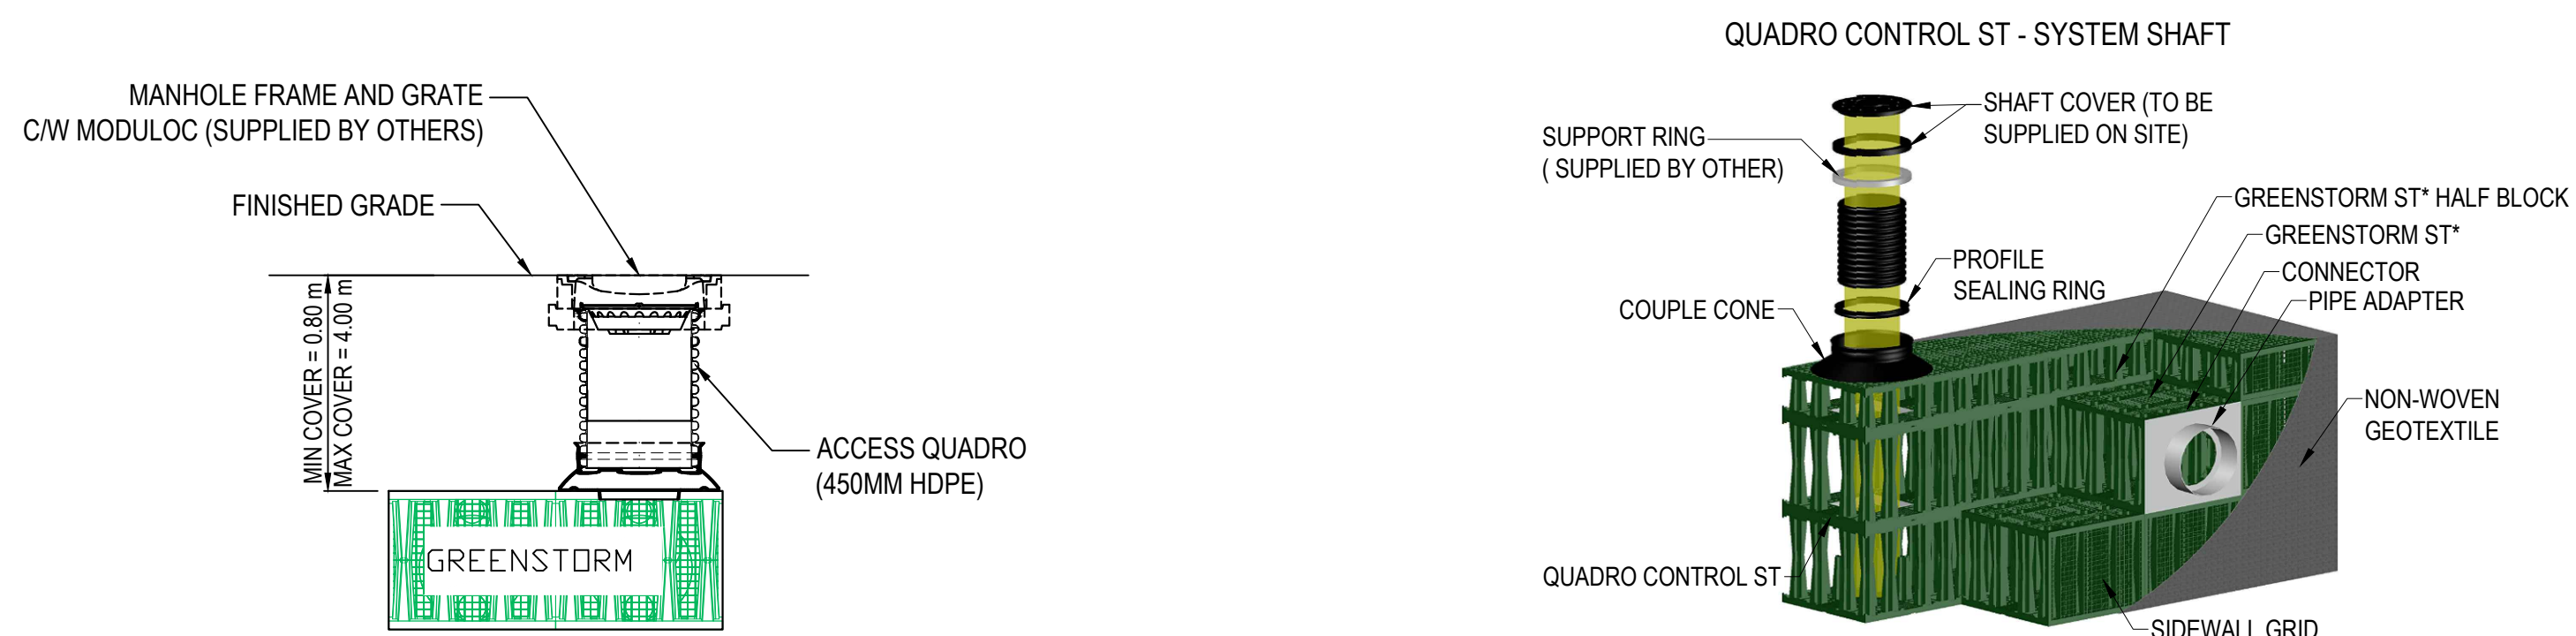 MANHOLE FRAME AND GRATE
C/W MODULOC (SUPPLIED BY OTHERS)
FINISHED GRADE
MIN COVER = 0.80 m
MAX COVER = 4.00 m
ACCESS QUADRO
(450MM HDPE)
GREENSTORM
QUADRO CONTROL ST - SYSTEM SHAFT
SHAFT COVER (TO BE
SUPPLIED ON SITE)
SUPPORT RING
( SUPPLIED BY OTHER)
GREENSTORM ST* HALF BLOCK
GREENSTORM ST*
CONNECTOR
PIPE ADAPTER
PROFILE
SEALING RING
COUPLE CONE
NON-WOVEN
GEOTEXTILE
QUADRO CONTROL ST
SIDEWALL GRID